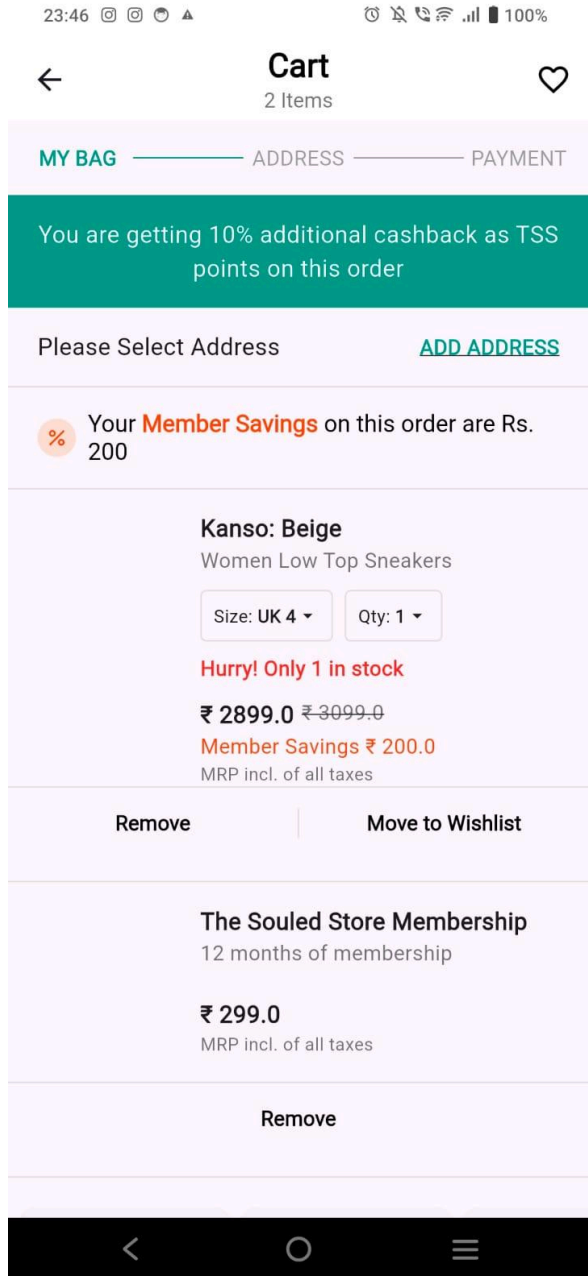 23:46 100%
Cart
2 Items
MY BAG ADDRESS PAYMENT
You are getting 10% additional cashback as TSS
points on this order
Please Select Address ADD ADDRESS
% Your Member Savings on this order are Rs.
200
Kanso: Beige
Women Low Top Sneakers
Size: UK 4 Qty: 1
Hurry! Only 1 in stock
₹ 2899.0 ₹ 3099.0
Member Savings ₹ 200.0
MRP incl. of all taxes
Remove Move to Wishlist
The Souled Store Membership
12 months of membership
₹ 299.0
MRP incl. of all taxes
Remove